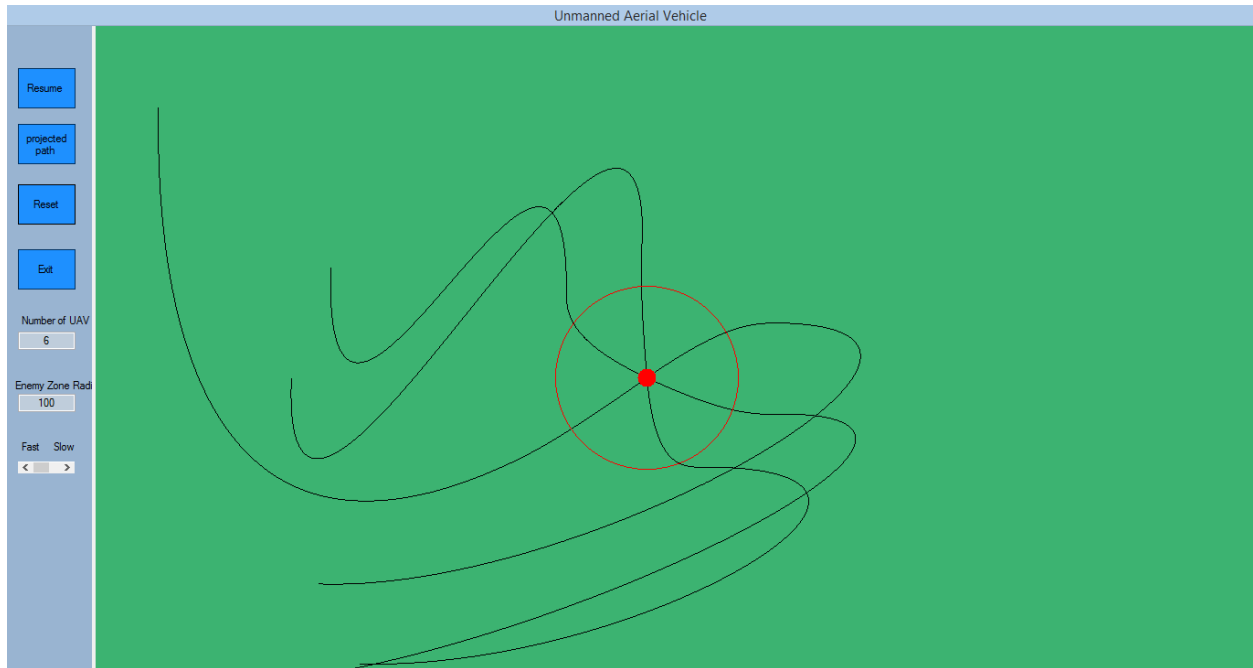 Unmanned Aerial Vehicle
Resume
projected
path
Reset
Exit
Number of UAV
6
Enemy Zone Radi
100
Fast Slow